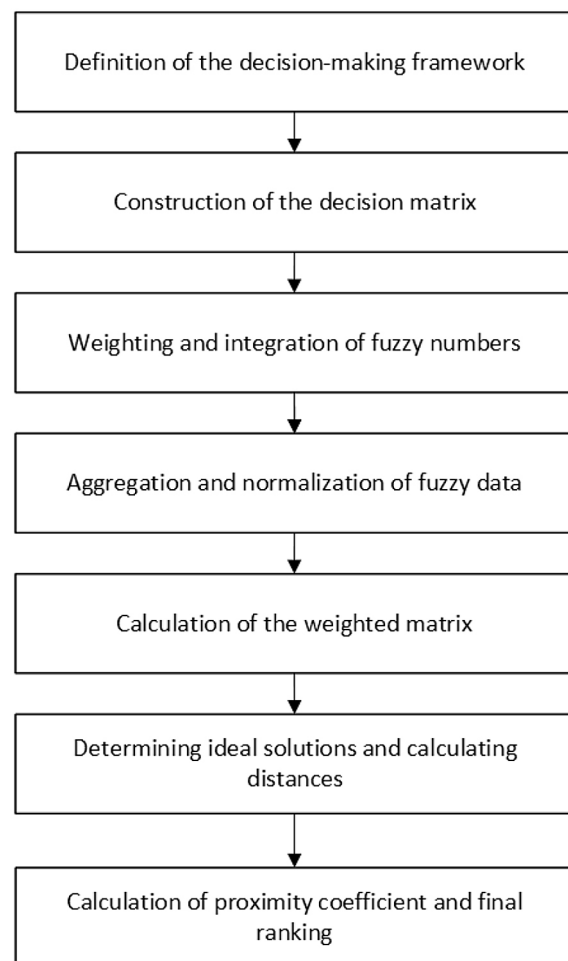 Definition of the decision-making framework
Construction of the decision matrix
Weighting and integration of fuzzy numbers
Aggregation and normalization of fuzzy data
Calculation of the weighted matrix
Determining ideal solutions and calculating
distances
Calculation of proximity coefficient and final
ranking